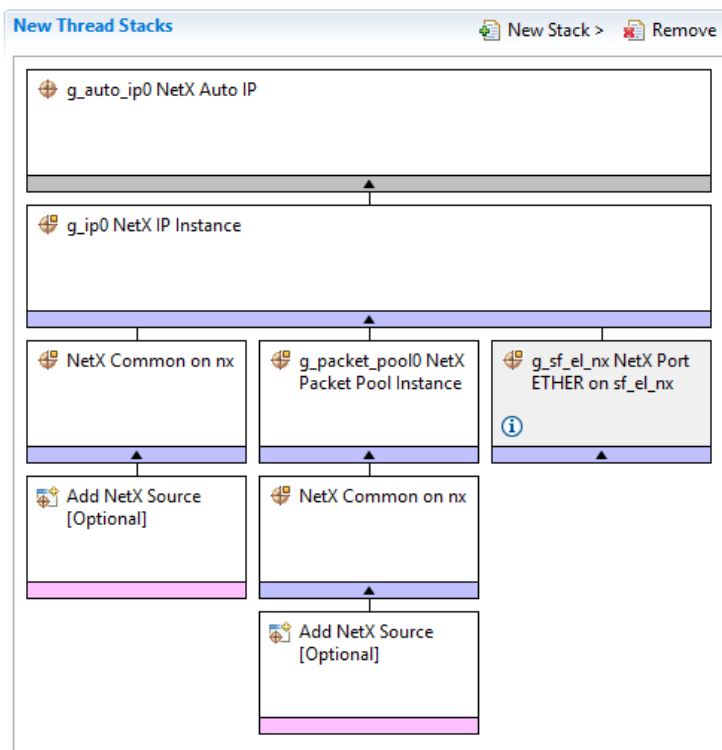 New Thread Stacks
New Stack >
Remove
g_auto_ip0 NetX Auto IP
g_ip0 NetX IP Instance
NetX Common on nx
g_packet_pool0 NetX
Packet Pool Instance
g_sf_el_nx NetX Port
ETHER on sf_el_nx
Add NetX Source
[Optional]
NetX Common on nx
Add NetX Source
[Optional]